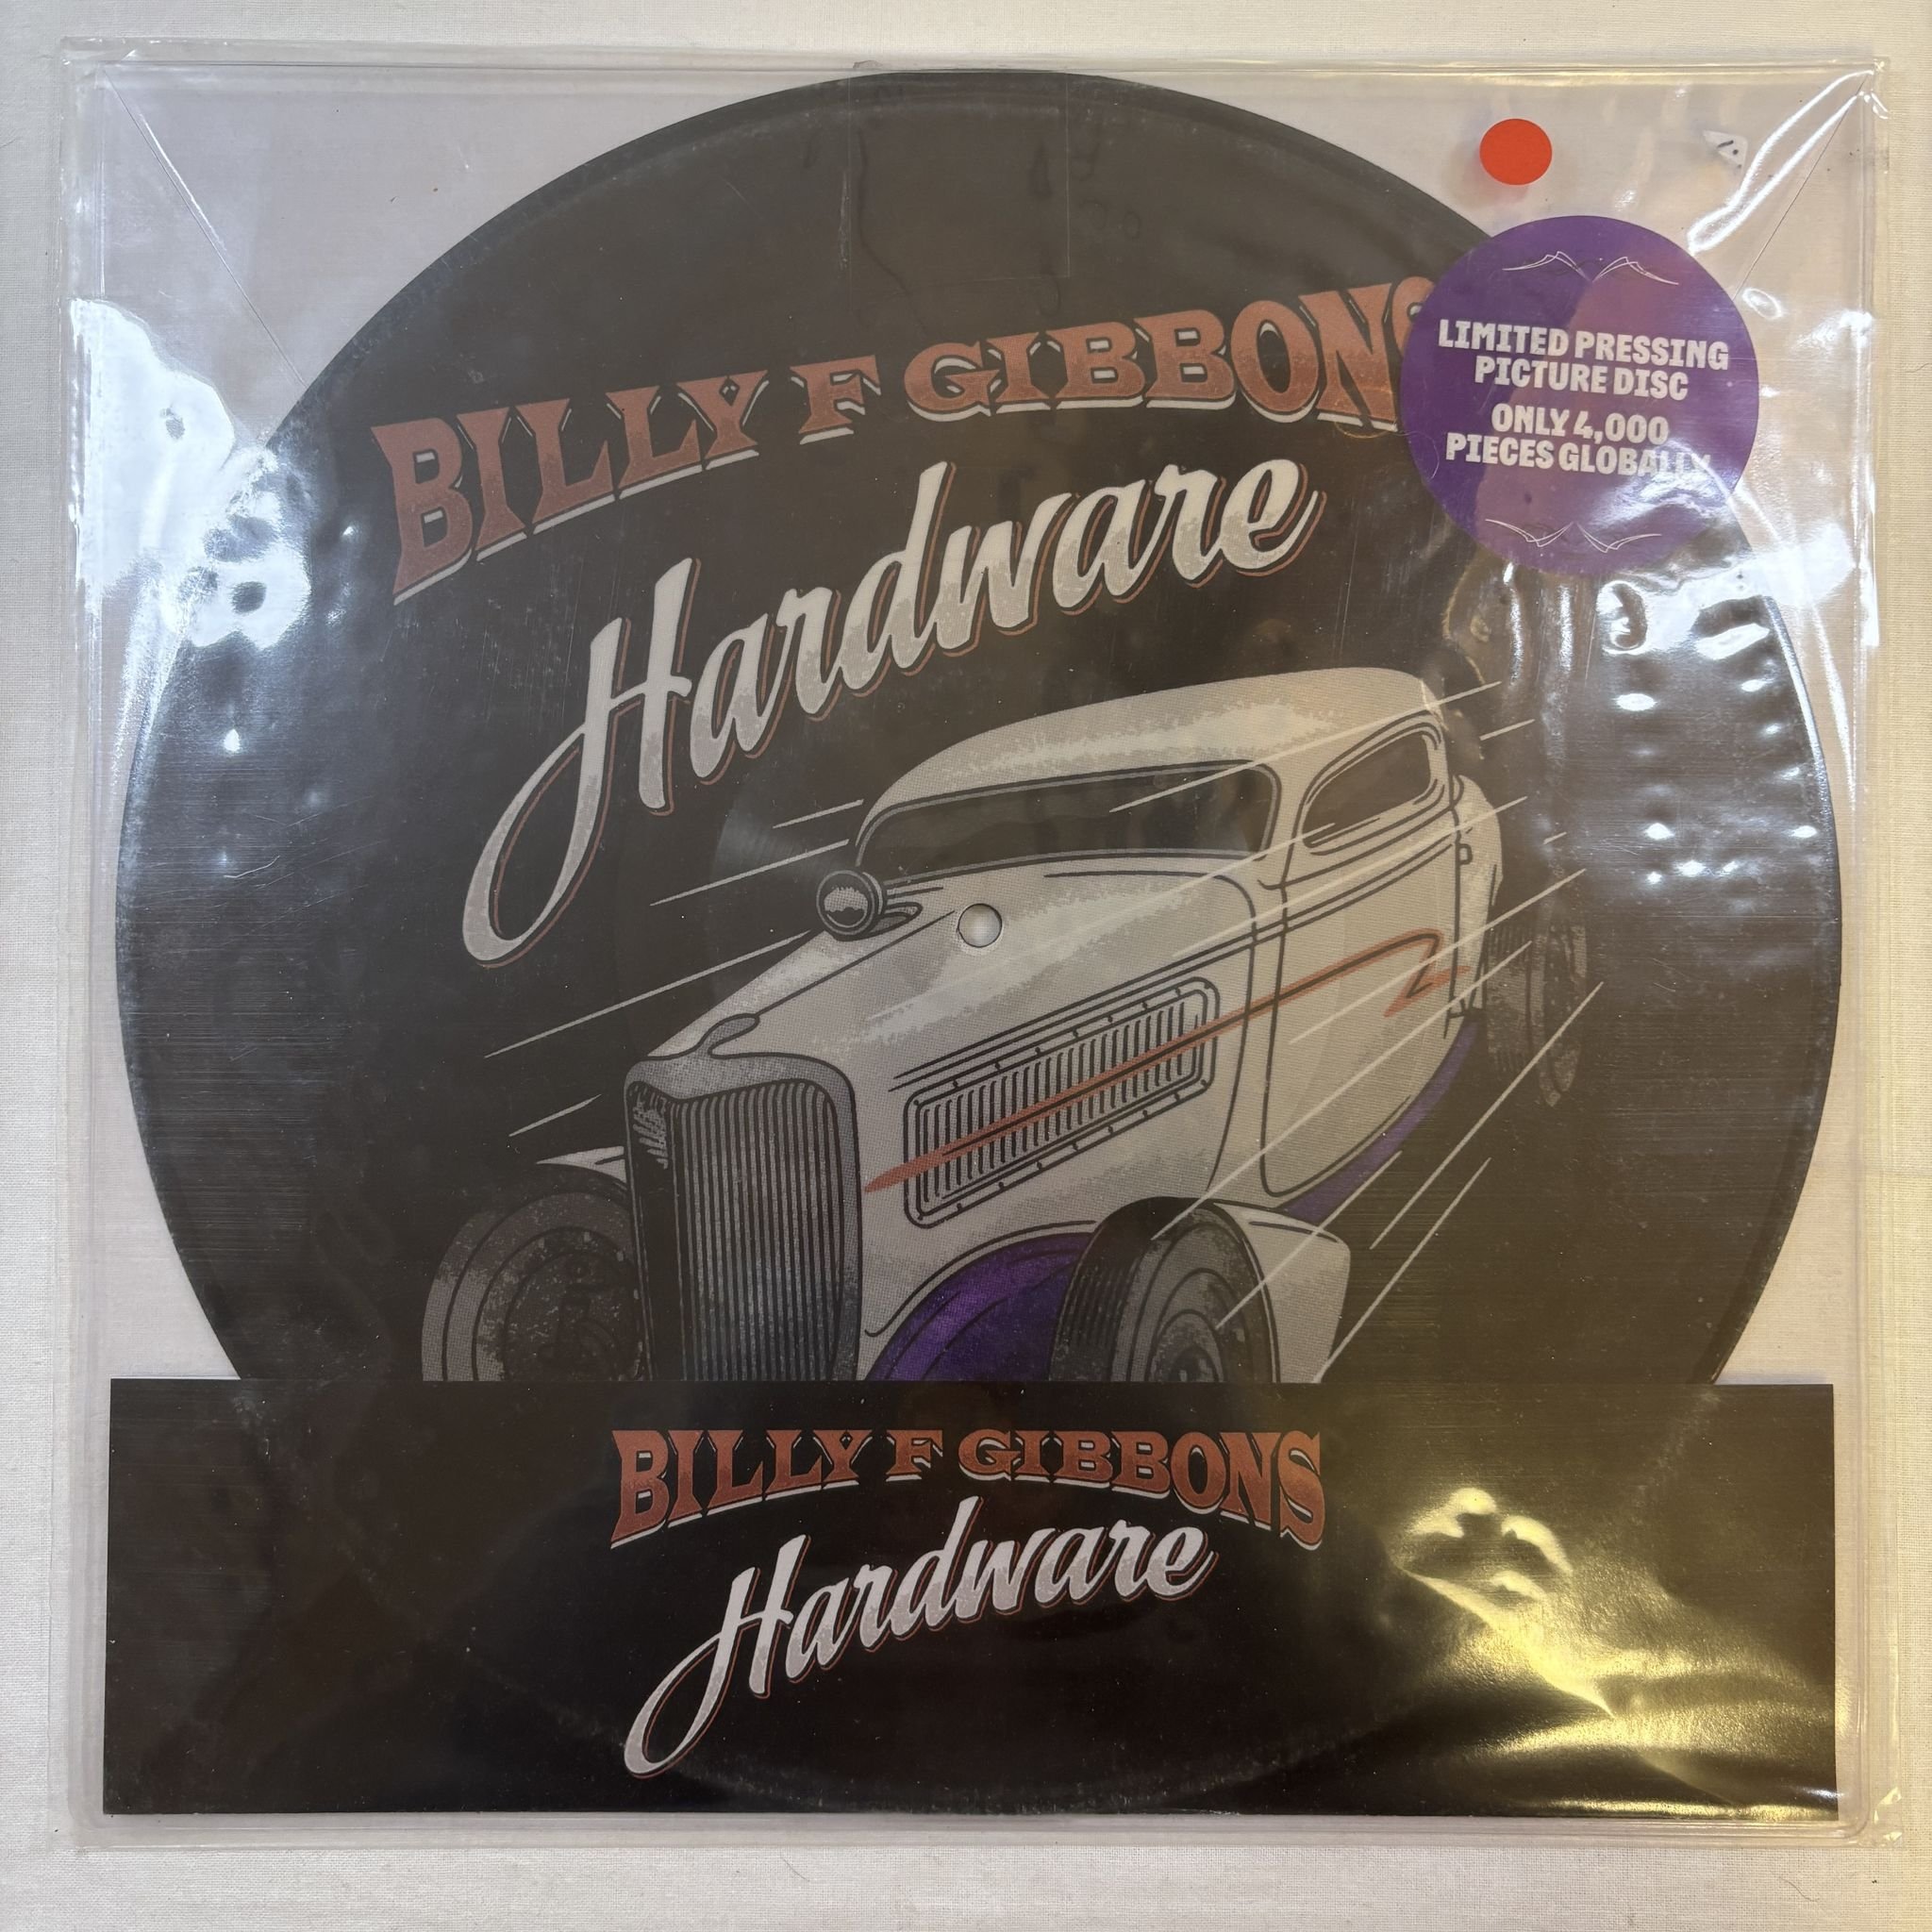 BILLY F GIBBONS
Hardware
LIMITED PRESSING
PICTURE DISC
ONLY 4,000
PIECES GLOBALLY
BILLY F GIBBONS
Hardware